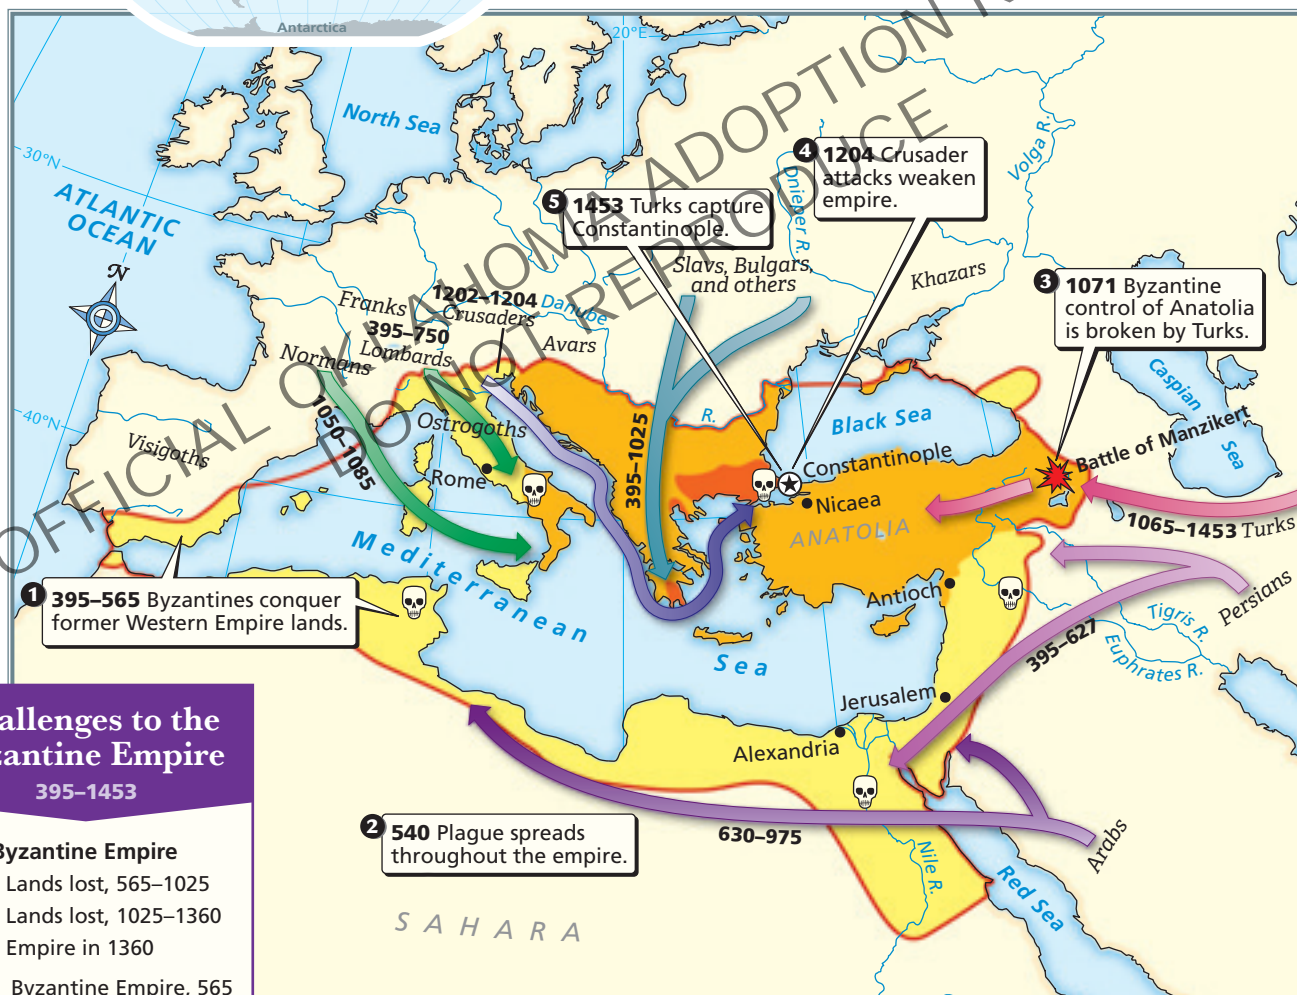 Antarctica
20°E
North Sea
30°N
ATLANTIC
OCEAN
N
40°N
OFFICIAL OKLAHOMA ADOPTION
DO NOT REPRODUCE
Volga R.
Dnieper R.
4 1204 Crusader
attacks weaken
empire.
5 1453 Turks capture
Constantinople.
Slavs, Bulgars,
and others
Khazars
3 1071 Byzantine
control of Anatolia
is broken by Turks.
Franks
1202–1204
Crusaders
Danube
R.
395–750
Lombards
Avars
Normans
1050–1085
Ostrogoths
Visigoths
Rome
395–1025
Black Sea
Caspian
Sea
Constantinople
Nicaea
ANATOLIA
Battle of Manzikert
1065–1453 Turks
Mediterranean
Sea
1 395–565 Byzantines conquer
former Western Empire lands.
Antioch
Persians
Tigris R.
Euphrates R.
395–627
Jerusalem
Alexandria
2 540 Plague spreads
throughout the empire.
630–975
Arabs
Nile R.
Red Sea
SAHARA
allenges to the
zantine Empire
395–1453
Byzantine Empire
Lands lost, 565–1025
Lands lost, 1025–1360
Empire in 1360
Byzantine Empire, 565